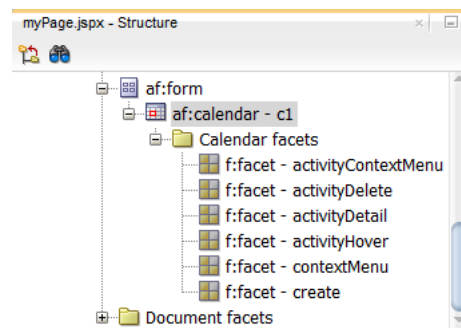 myPage.jspx - Structure
af:form
af:calendar - c1
Calendar facets
f:facet - activityContextMenu
f:facet - activityDelete
f:facet - activityDetail
f:facet - activityHover
f:facet - contextMenu
f:facet - create
Document facets